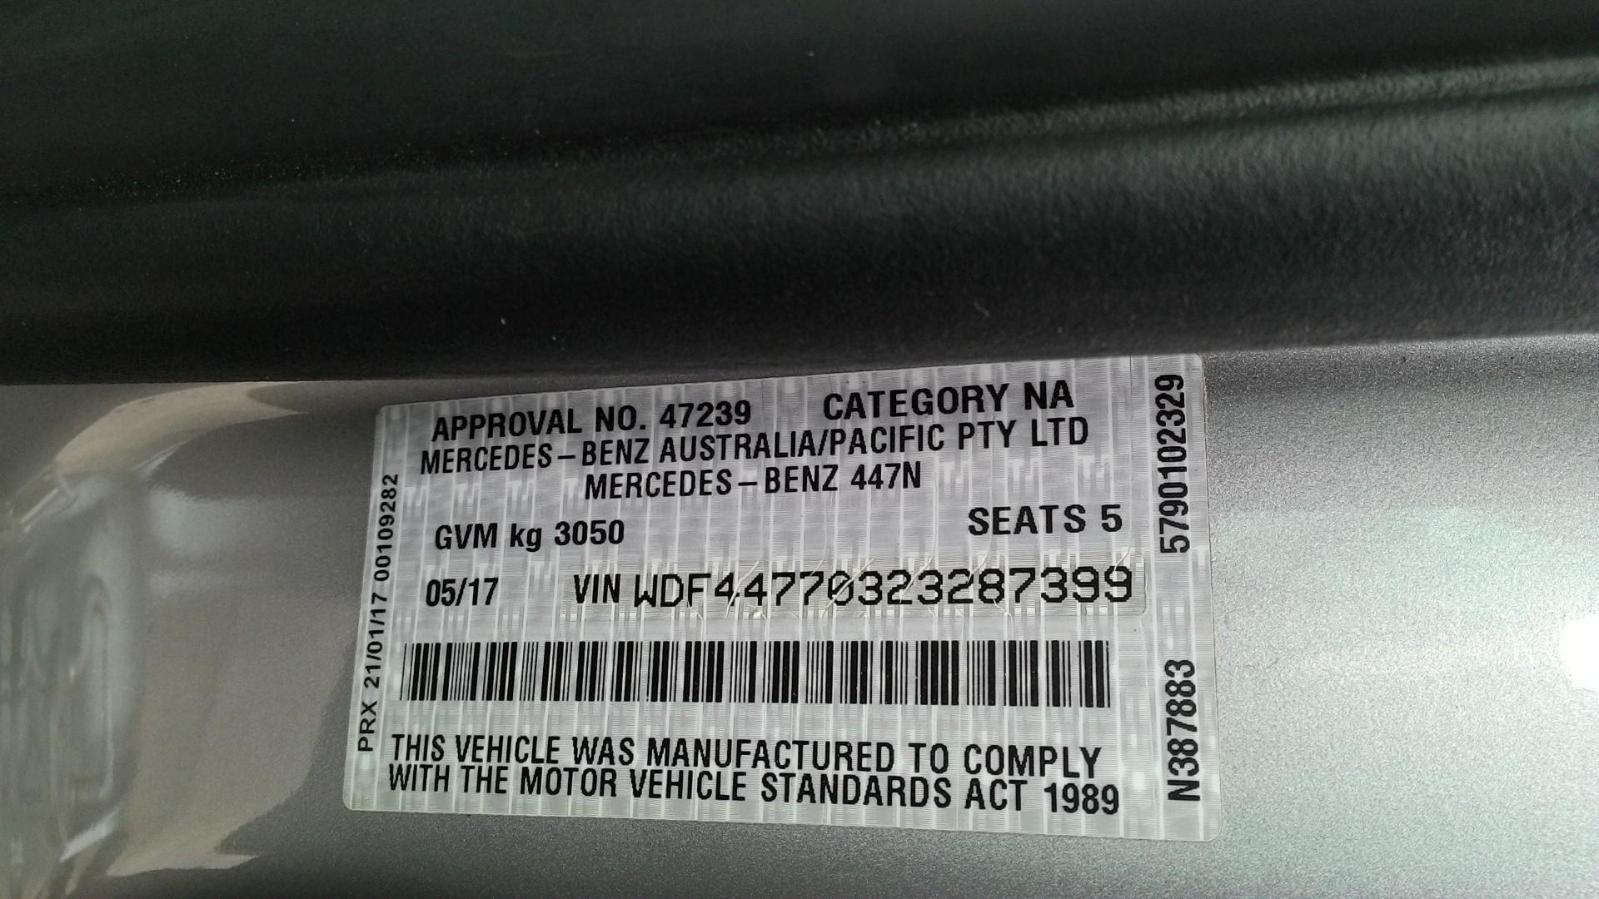 APPROVAL NO. 47239 CATEGORY NA
MERCEDES-BENZ AUSTRALIA/PACIFIC PTY LTD
MERCEDES-BENZ 447N
GVM kg 3050 SEATS 5
05/17 VIN WDF44770323287399
THIS VEHICLE WAS MANUFACTURED TO COMPLY
WITH THE MOTOR VEHICLE STANDARDS ACT 1989
PRX 21/01/17 00109282
5790102329
N387883